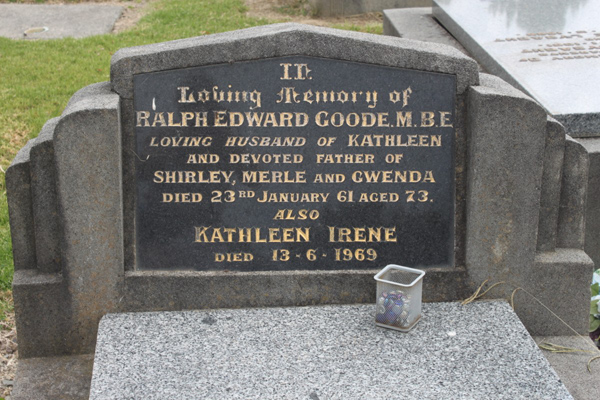 In
Loving Memory of
RALPH EDWARD GOODE, M.B.E
LOVING HUSBAND OF KATHLEEN
AND DEVOTED FATHER OF
SHIRLEY, MERLE AND GWENDA
DIED 23RD JANUARY 61 AGED 73.
ALSO
KATHLEEN IRENE
DIED 13-6-1969